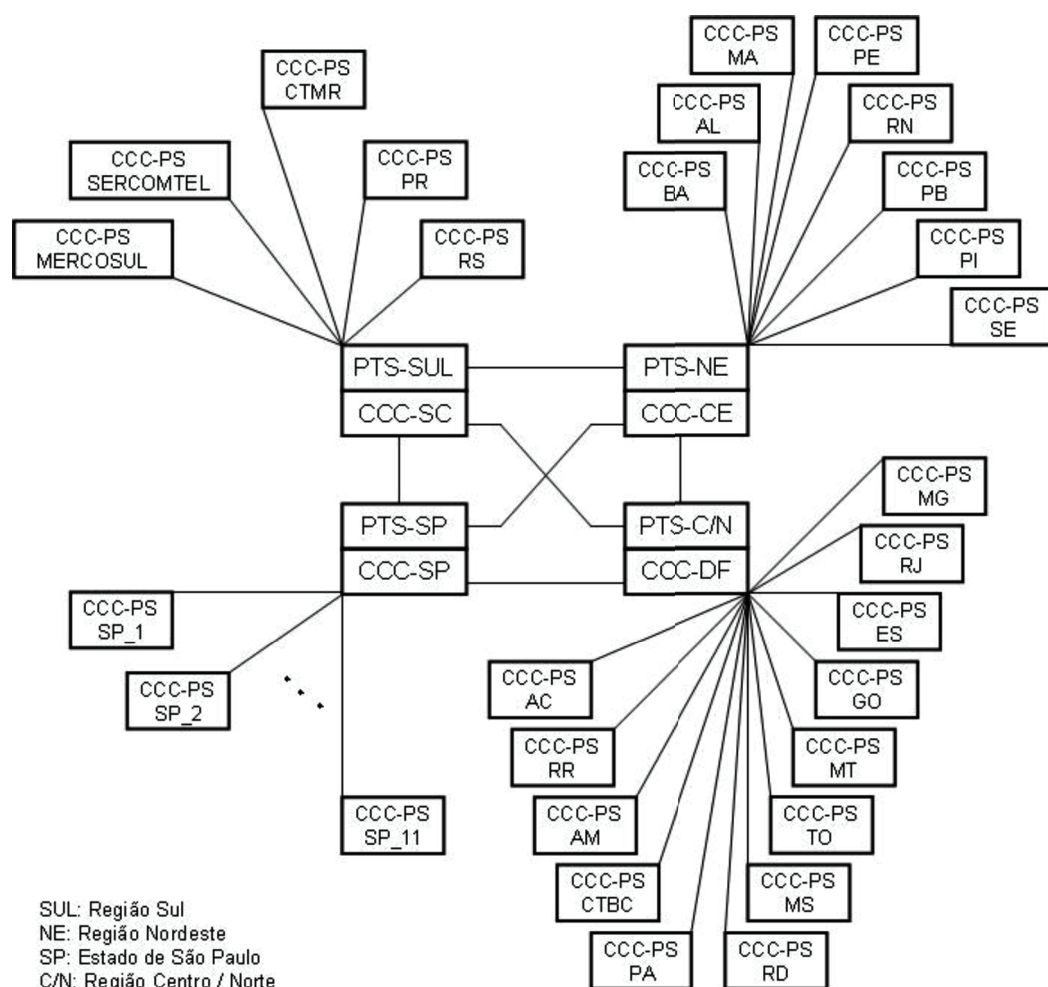 CCC-PS
CTMR
CCC-PS
SERCOMTEL
CCC-PS
PR
CCC-PS
MERCOSUL
CCC-PS
RS
CCC-PS
MA
CCC-PS
PE
CCC-PS
AL
CCC-PS
RN
CCC-PS
BA
CCC-PS
PB
CCC-PS
PI
CCC-PS
SE
PTS-SUL
CCC-SC
PTS-NE
CCC-CE
PTS-SP
CCC-SP
PTS-C/N
CCC-DF
CCC-PS
SP_1
CCC-PS
SP_2
CCC-PS
SP_11
CCC-PS
MG
CCC-PS
RJ
CCC-PS
ES
CCC-PS
GO
CCC-PS
MT
CCC-PS
TO
CCC-PS
MS
CCC-PS
RD
CCC-PS
AC
CCC-PS
RR
CCC-PS
AM
CCC-PS
CTBC
CCC-PS
PA
SUL: Região Sul
NE: Região Nordeste
SP: Estado de São Paulo
C/N: Região Centro / Norte